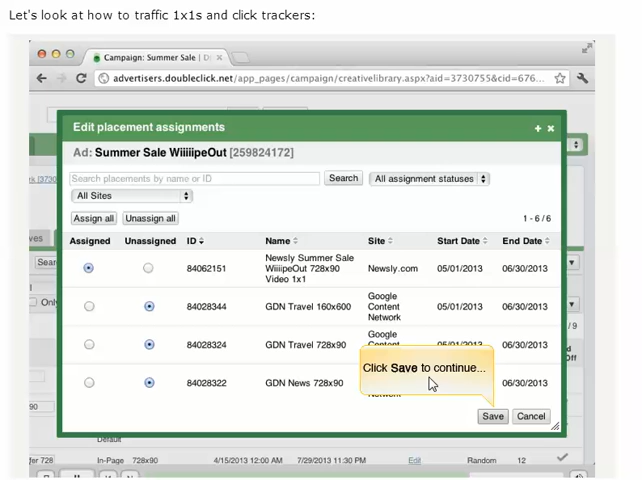 Let's look at how to traffic 1x1s and click trackers:
Campaign: Summer Sale | D
advertisers.doubleclick.net/app_pages/campaign/creativelibrary.aspx?aid=3730755&cid=676...
Edit placement assignments
Ad: Summer Sale WiiiiipeOut [259824172]
Search placements by name or ID Search All assignment statuses
All Sites
Assign all Unassign all 1 - 6 / 6
Assigned Unassigned ID Name Site Start Date End Date
84062151 Newsly Summer Sale WiiiipeOut 728x90 Video 1x1 Newsly.com 05/01/2013 06/30/2013
84028344 GDN Travel 160x600 Google Content Network 05/01/2013 06/30/2013
84028324 GDN Travel 728x90 Google 05/01/2013 06/30/2013
84028322 GDN News 728x90 06/30/2013
Click Save to continue...
Save Cancel
Default
fer 728 In-Page 728x90 4/15/2013 12:00 AM 7/29/2013 11:30 PM Edit Random 12